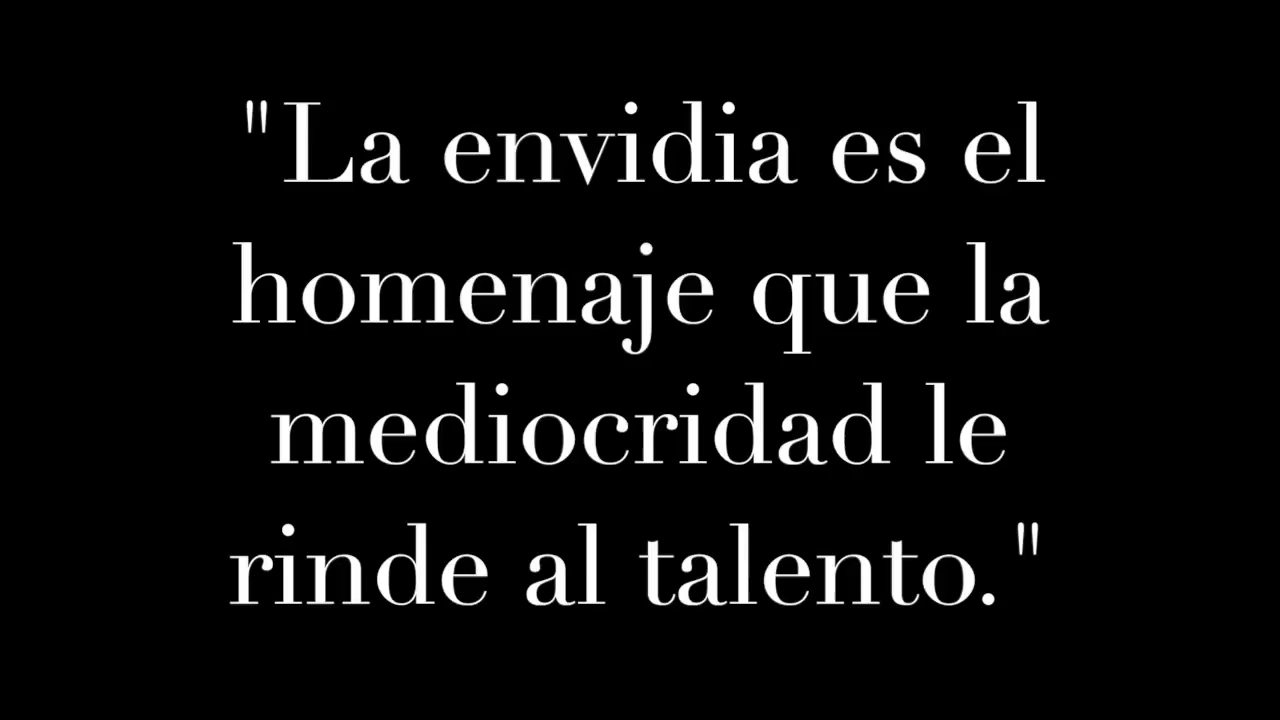 "La envidia es el
homenaje que la
mediocridad le
rinde al talento."